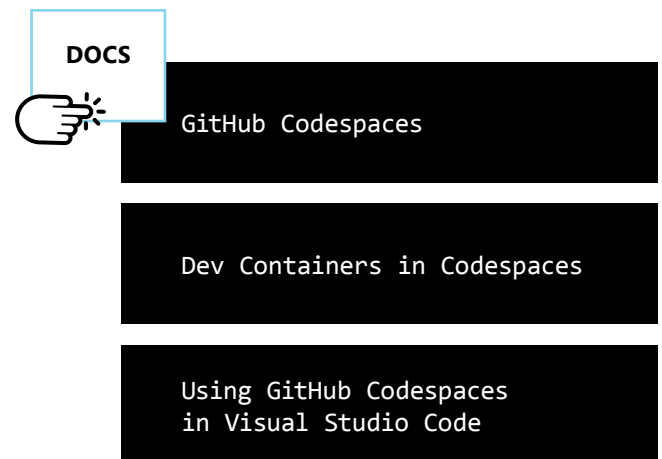 DOCS
GitHub Codespaces
Dev Containers in Codespaces
Using GitHub Codespaces
in Visual Studio Code